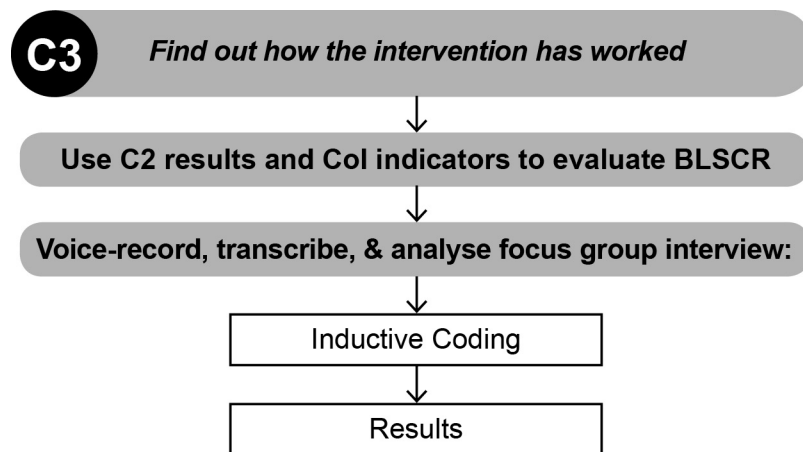 C3
Find out how the intervention has worked
Use C2 results and CoI indicators to evaluate BLSCR
Voice-record, transcribe, & analyse focus group interview:
Inductive Coding
Results